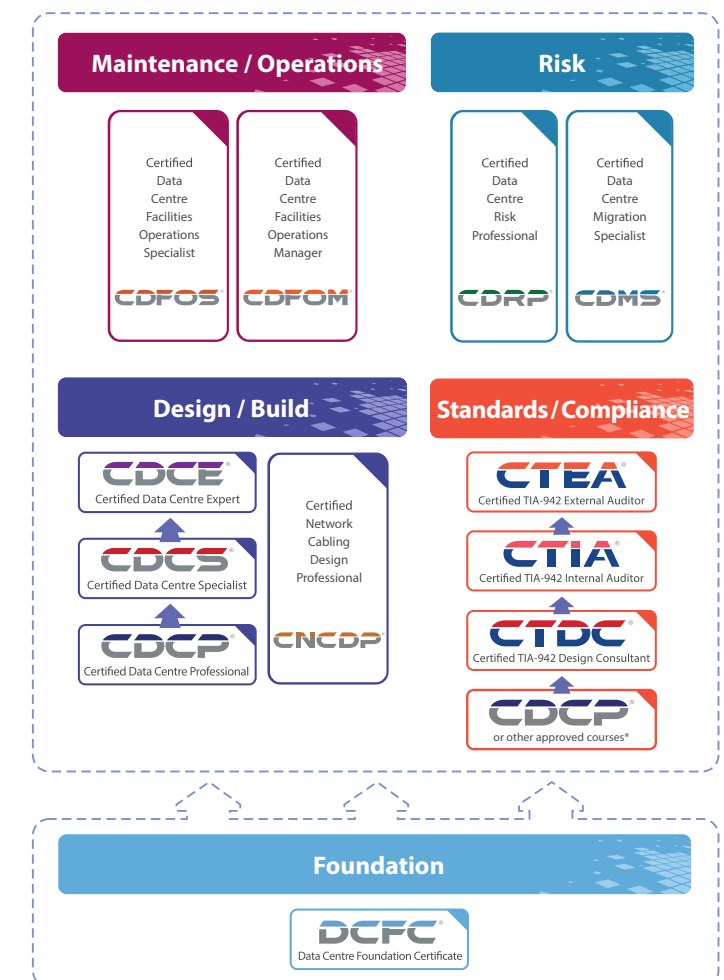 Maintenance / Operations
Certified
Data
Centre
Facilities
Operations
Specialist
CDFOS®
Certified
Data
Centre
Facilities
Operations
Manager
CDFOM®
Risk
Certified
Data
Centre
Risk
Professional
CDRP®
Certified
Data
Centre
Migration
Specialist
CDMS®
Design / Build
CDCE®
Certified Data Centre Expert
CDCS®
Certified Data Centre Specialist
CDCP®
Certified Data Centre Professional
Certified
Network
Cabling
Design
Professional
CNCDP®
Standards / Compliance
CTEA®
Certified TIA-942 External Auditor
CTIA®
Certified TIA-942 Internal Auditor
CTDC®
Certified TIA-942 Design Consultant
CDCP®
or other approved courses*
Foundation
DCFC®
Data Centre Foundation Certificate